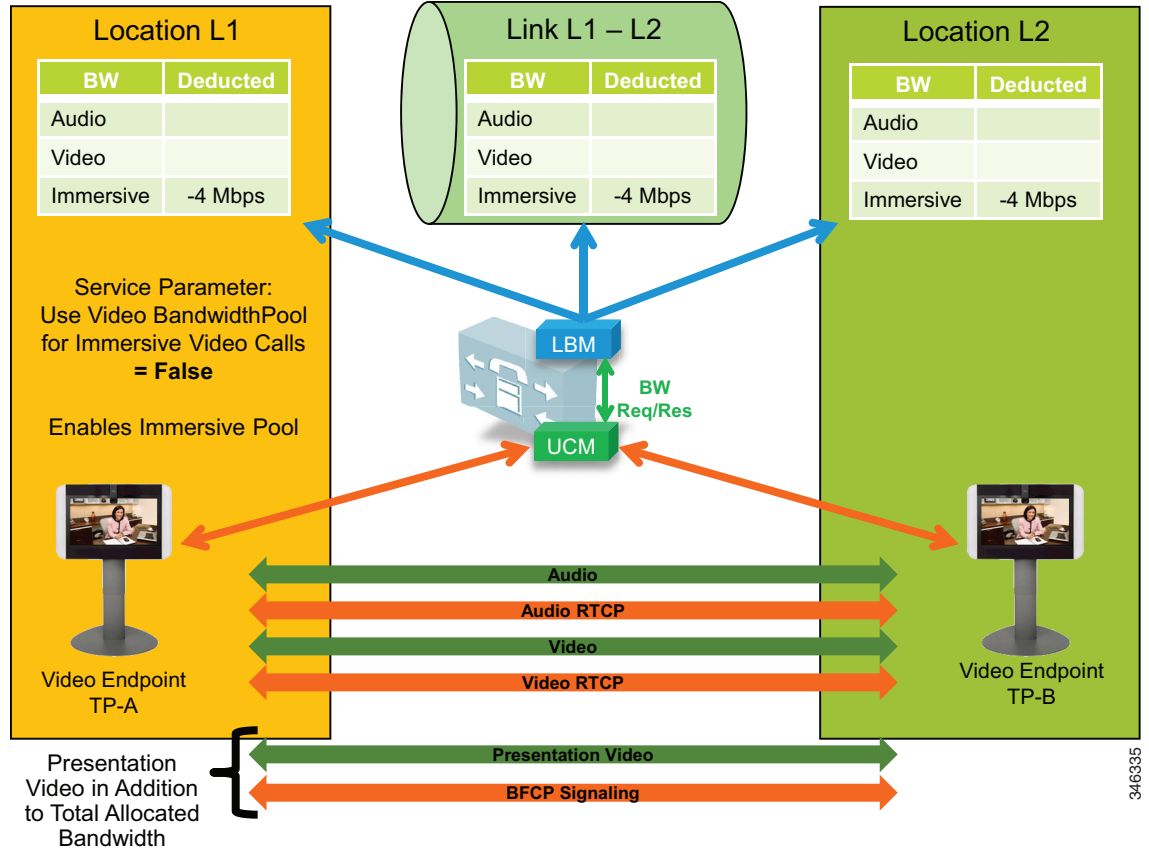 Location L1
BW Deducted
Audio
Video
Immersive -4 Mbps
Link L1 – L2
BW Deducted
Audio
Video
Immersive -4 Mbps
Location L2
BW Deducted
Audio
Video
Immersive -4 Mbps
Service Parameter:
Use Video BandwidthPool
for Immersive Video Calls
= False
Enables Immersive Pool
LBM
BW
Req/Res
UCM
Video Endpoint
TP-A
Audio
Audio RTCP
Video
Video RTCP
Video Endpoint
TP-B
Presentation
Video in Addition
to Total Allocated
Bandwidth
Presentation Video
BFCP Signaling
346335